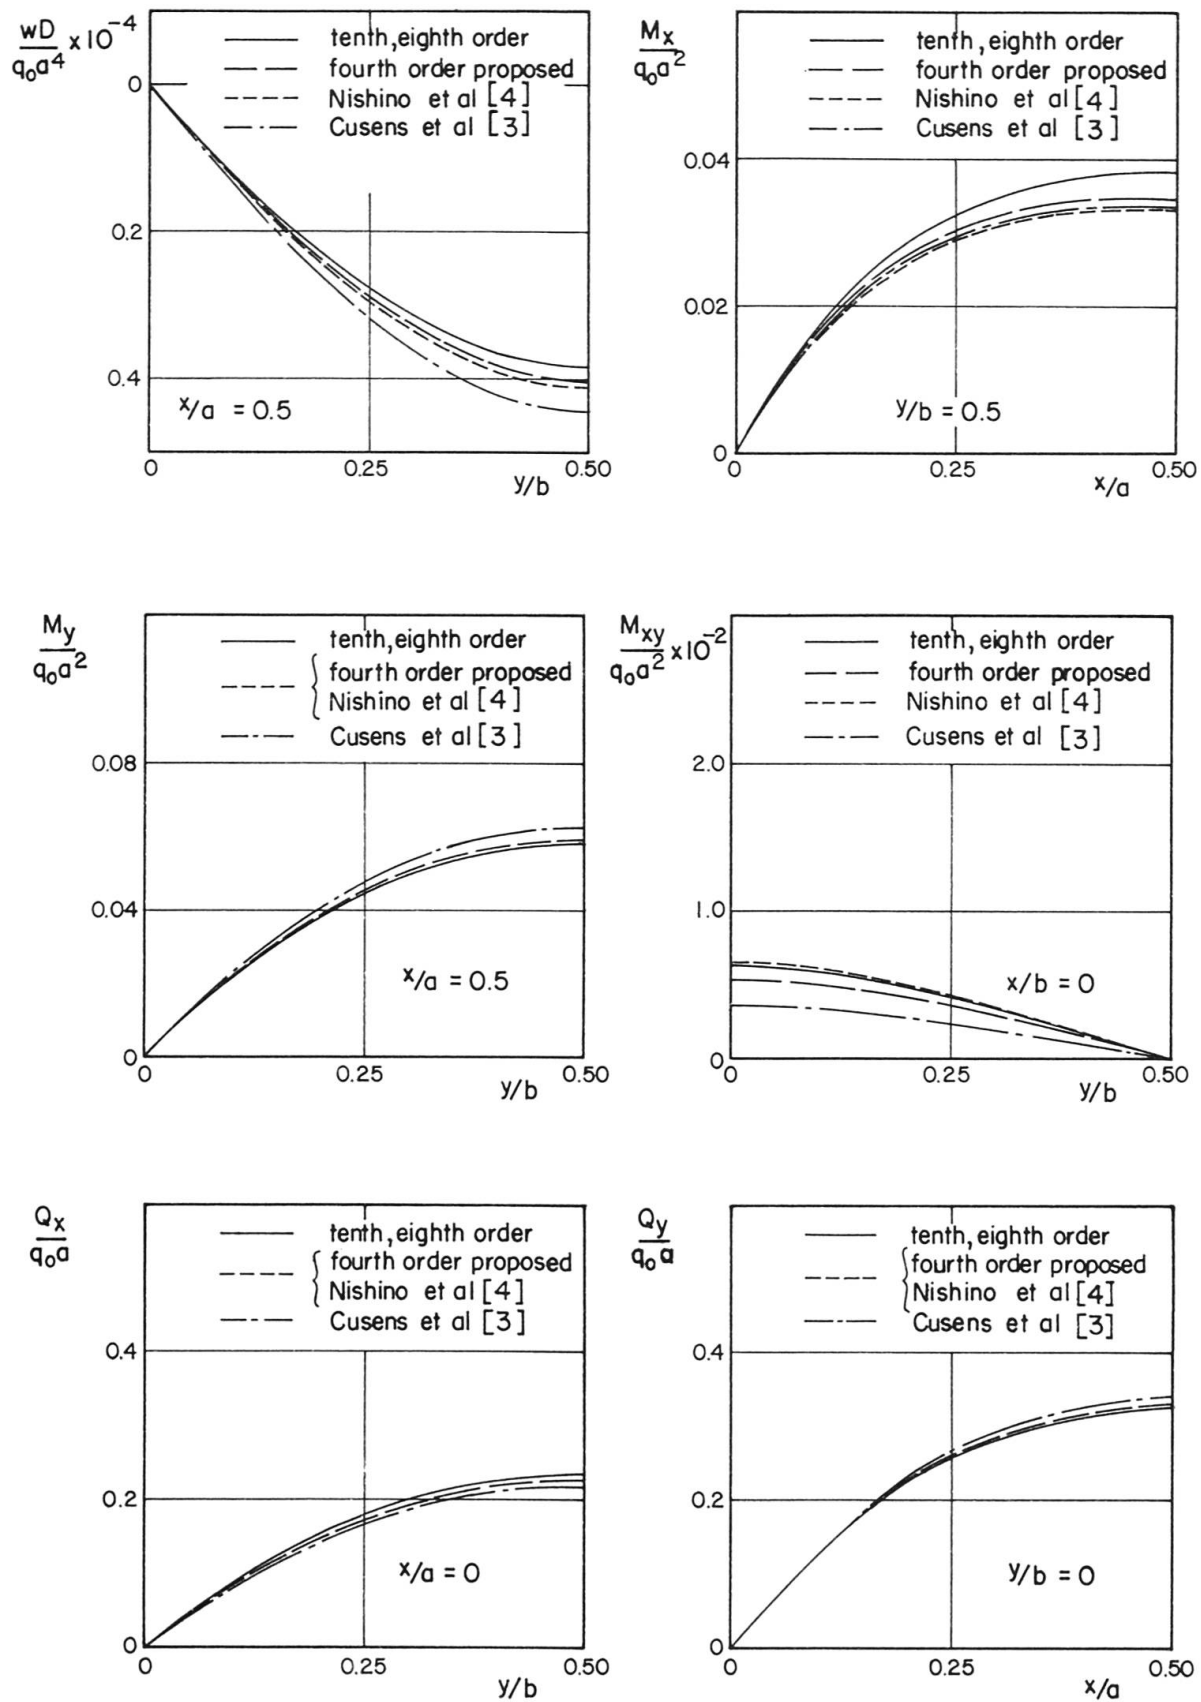 wD/q₀a⁴ ×10⁻⁴
tenth, eighth order
fourth order proposed
Nishino et al [4]
Cusens et al [3]
0
0.2
0.4
x/a = 0.5
0 0.25 0.50
y/b
Mx/q₀a²
tenth, eighth order
fourth order proposed
Nishino et al [4]
Cusens et al [3]
0.04
0.02
0
y/b = 0.5
0 0.25 0.50
x/a
My/q₀a²
tenth, eighth order
fourth order proposed
Nishino et al [4]
Cusens et al [3]
0.08
0.04
0
x/a = 0.5
0 0.25 0.50
y/b
Mxy/q₀a² ×10⁻²
tenth, eighth order
fourth order proposed
Nishino et al [4]
Cusens et al [3]
2.0
1.0
0
x/b = 0
0 0.25 0.50
y/b
Qx/q₀a
tenth, eighth order
fourth order proposed
Nishino et al [4]
Cusens et al [3]
0.4
0.2
0
x/a = 0
0 0.25 0.50
y/b
Qy/q₀a
tenth, eighth order
fourth order proposed
Nishino et al [4]
Cusens et al [3]
0.4
0.2
0
y/b = 0
0 0.25 0.50
x/a